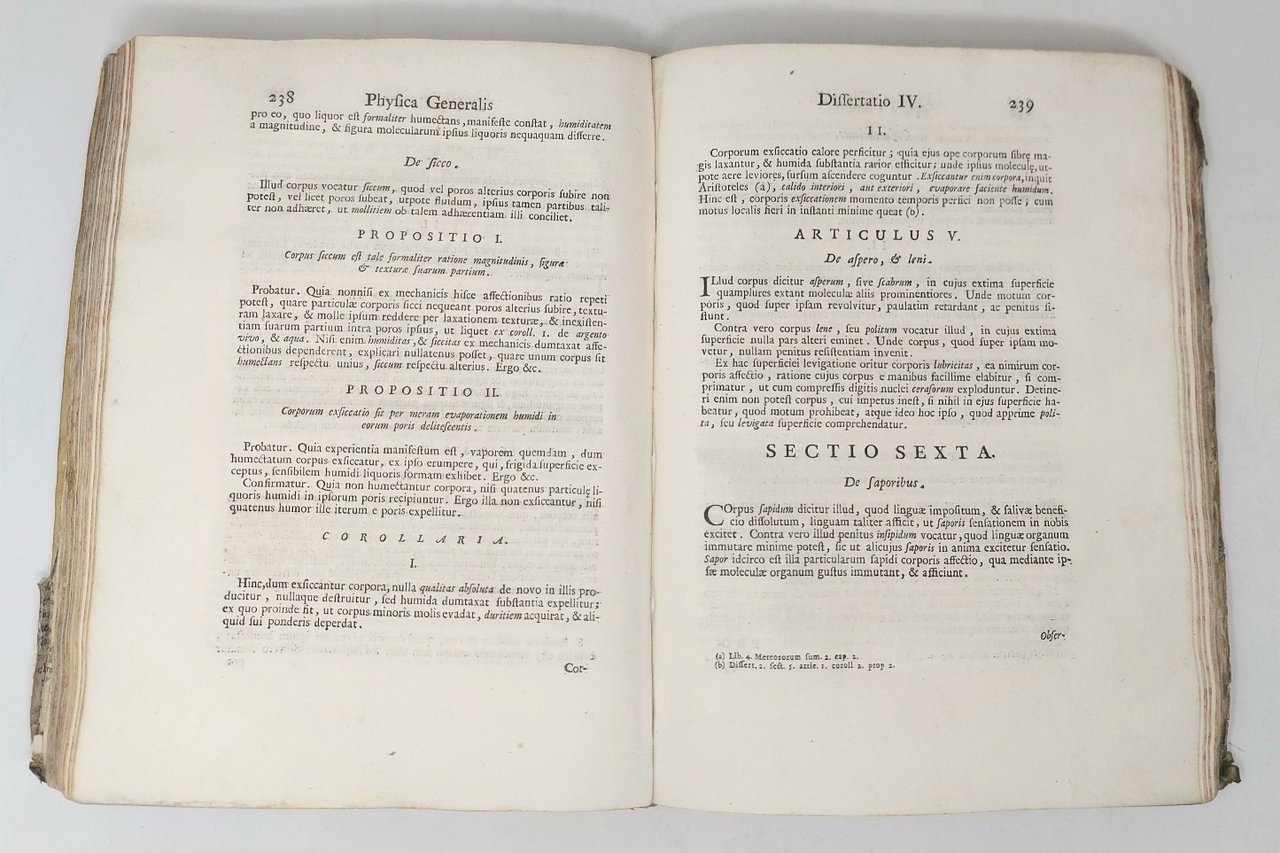 238 Phyſica Generalis
pro eo, quo liquor eſt formaliter humectans, manifeſte conſtat, humiditatem
a magnitudine, & figura molecularum ipſius liquoris nequaquam differre.
De ſicco.
Illud corpus vocatur ſiccum, quod vel poros alterius corporis ſubire non
poteſt, vel licet poros ſubeat, utpote fluidum, ipſius tamen partibus tali-
ter non adhæret, ut mollitiem ob talem adhærentiam illi conciliet.
PROPOSITIO I.
Corpus ſiccum eſt tale formaliter ratione magnitudinis, figuræ
& texturæ ſuarum partium.
Probatur. Quia nonniſi ex mechanicis hiſce affectionibus ratio repeti
poteſt, quare particulæ corporis ſicci nequeant poros alterius ſubire, textu-
ram laxare, & molle ipſum reddere per laxationem texturæ, & inexiſten-
tiam ſuarum partium intra poros ipſius, ut liquet ex coroll. 1. de argento
vivo, & aqua. Niſi enim humiditas, & ſiccitas ex mechanicis dumtaxat affe-
ctionibus dependerent, explicari nullatenus poſſet, quare unum corpus ſit
humectans reſpectu unius, ſiccum reſpectu alterius. Ergo &c.
PROPOSITIO II.
Corporum exſiccatio fit per meram evaporationem humidi in
eorum poris deliteſcentis.
Probatur. Quia experientia manifeſtum eſt, vaporem quemdam, dum
humectatum corpus exſiccatur, ex ipſo erumpere, qui, frigida ſuperficie ex-
ceptus, ſenſibilem humidi liquoris formam exhibet. Ergo &c.
Confirmatur. Quia non humectantur corpora, niſi quatenus particulę li-
quoris humidi in ipſorum poris recipiuntur. Ergo illa non exſiccantur, niſi
quatenus humor ille iterum e poris expellitur.
COROLLARIA.
I.
Hinc, dum exſiccantur corpora, nulla qualitas abſoluta de novo in illis pro-
ducitur, nullaque deſtruitur, ſed humida dumtaxat ſubſtantia expellitur;
ex quo proinde fit, ut corpus minoris molis evadat, duritiem acquirat, & ali-
quid ſui ponderis deperdat.
Cor-
Diſſertatio IV. 239
II.
Corporum exſiccatio calore perficitur; quia ejus ope corporum fibrę ma-
gis laxantur, & humida ſubſtantia rarior efficitur; unde ipſius moleculę, ut-
pote aere leviores, ſurſum aſcendere coguntur. Exſiccantur enim corpora, inquit
Ariſtoteles (a), calido interiori, aut exteriori, evaporare faciente humidum.
Hinc eſt, corporis exſiccationem momento temporis perfici non poſſe; cum
motus localis fieri in inſtanti minime queat (b).
ARTICULUS V.
De aſpero, & leni.
ILlud corpus dicitur aſperum, ſive ſcabrum, in cujus extima ſuperficie
quamplures extant moleculæ aliis prominentiores. Unde motum cor-
poris, quod ſuper ipſam revolvitur, paulatim retardant, ac penitus ſi-
ſtunt.
Contra vero corpus lene, ſeu politum vocatur illud, in cujus extima
ſuperficie nulla pars alteri eminet. Unde corpus, quod ſuper ipſam mo-
vetur, nullam penitus reſiſtentiam invenit.
Ex hac ſuperficiei levigatione oritur corporis lubricitas, ea nimirum cor-
poris affectio, ratione cujus corpus e manibus facillime elabitur, ſi com-
primatur, ut cum compreſſis digitis nuclei ceraſorum exploduntur. Detine-
ri enim non poteſt corpus, cui impetus ineſt, ſi nihil in ejus ſuperficie ha-
beatur, quod motum prohibeat, atque ideo hoc ipſo, quod apprime poli-
ta, ſeu levigata ſuperficie comprehendatur.
SECTIO SEXTA.
De ſaporibus.
COrpus ſapidum dicitur illud, quod linguæ impoſitum, & ſalivæ benefi-
cio diſſolutum, linguam taliter afficit, ut ſaporis ſenſationem in nobis
excitet. Contra vero illud penitus inſipidum vocatur, quod linguæ organum
immutare minime poteſt, ſic ut alicujus ſaporis in anima excitetur ſenſatio.
Sapor idcirco eſt illa particularum ſapidi corporis affectio, qua mediante ip-
ſæ moleculæ organum guſtus immutant, & afficiunt.
Obſer-
(a) Lib. 4. Meteororum ſum. 2. cap. 2.
(b) Diſſert. 2. ſect. 5. artic. 1. coroll 2. prop 2.